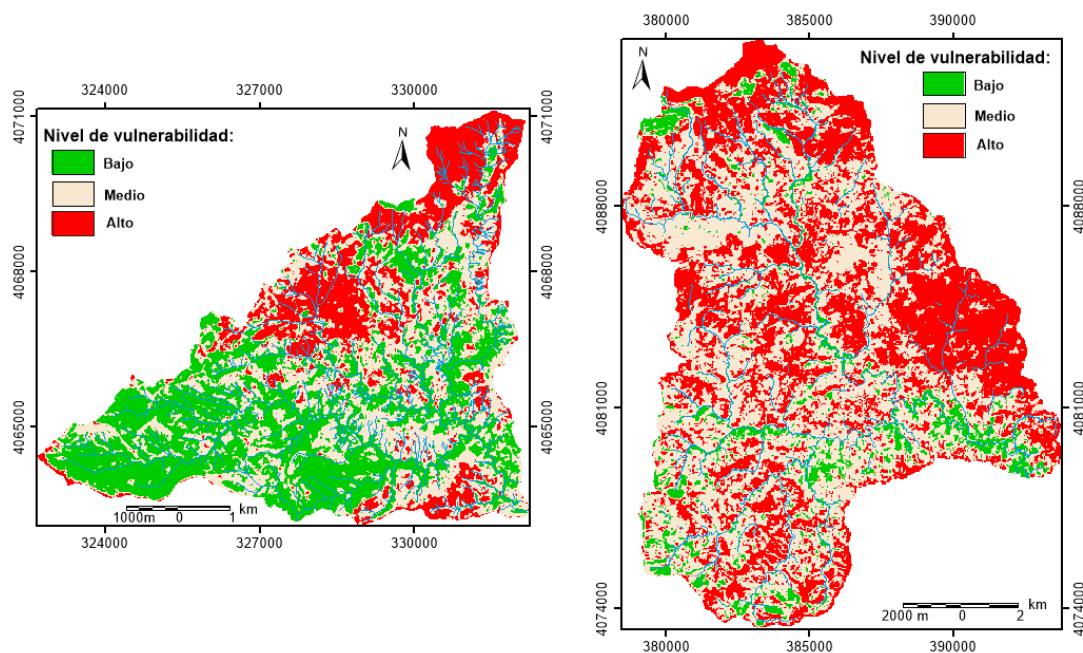 324000 327000 330000
4071000 4071000
Nivel de vulnerabilidad:
N
Bajo
Medio
Alto
4068000 4068000
4065000 4065000
1000m 0 1 km
324000 327000 330000
380000 385000 390000
N
Nivel de vulnerabilidad:
Bajo
Medio
Alto
4088000 4088000
4081000 4081000
4074000 4074000
2000 m 0 2 km
380000 385000 390000